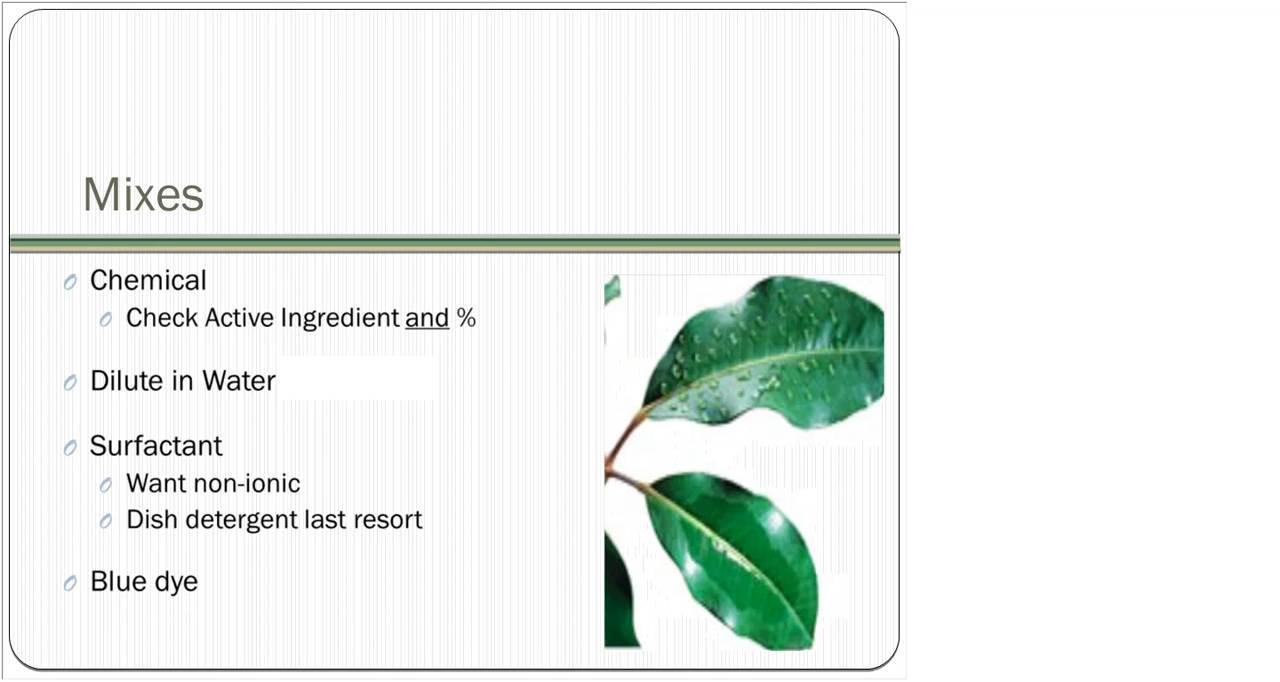 Mixes
Chemical
Check Active Ingredient and %
Dilute in Water
Surfactant
Want non-ionic
Dish detergent last resort
Blue dye